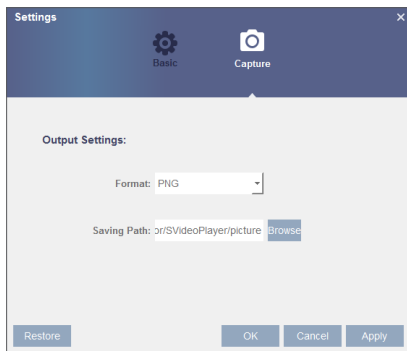 Settings
Basic
Capture
Output Settings:
Format: PNG
Saving Path: or/SVideoPlayer/picture Browse
Restore OK Cancel Apply